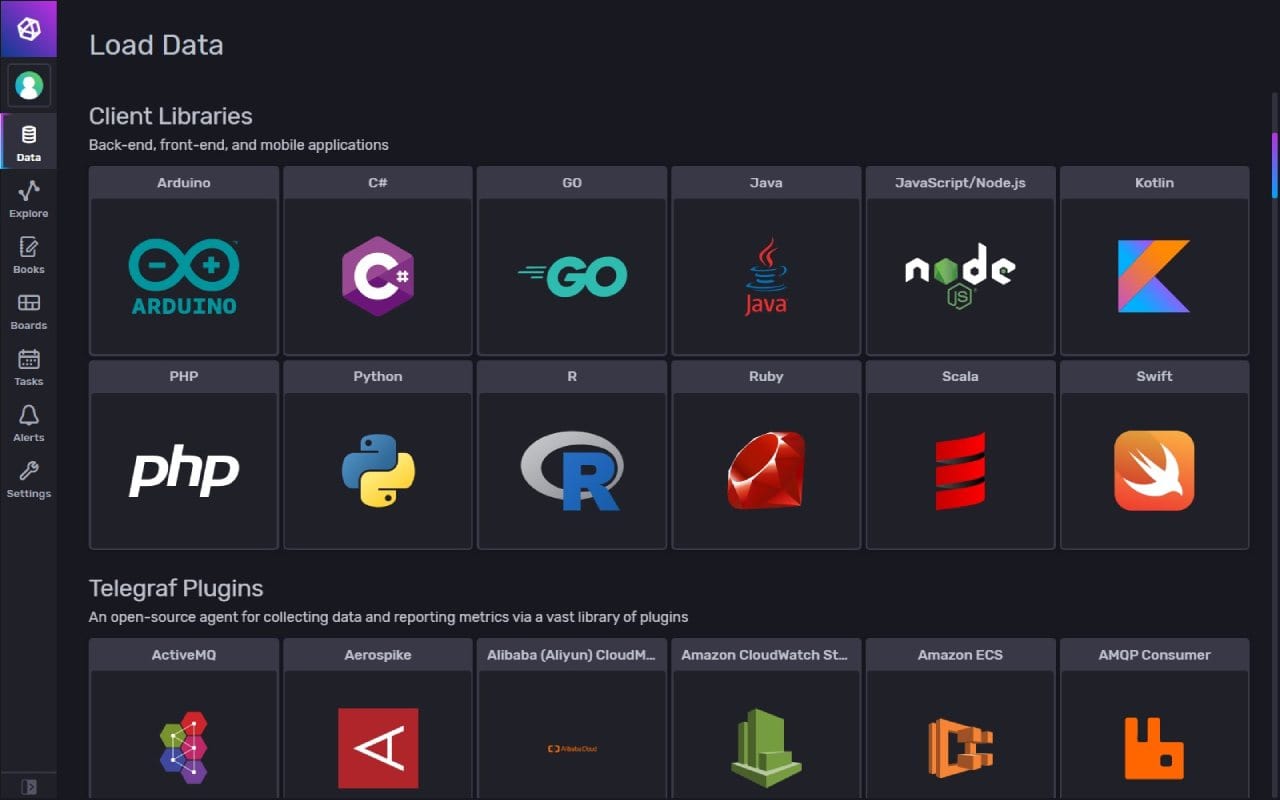 Load Data
Data
Explore
Books
Boards
Tasks
Alerts
Settings
Client Libraries
Back-end, front-end, and mobile applications
Arduino
C#
GO
Java
JavaScript/Node.js
Kotlin
ARDUINO
C#
GO
Java
node
JS
PHP
Python
R
Ruby
Scala
Swift
php
R
Telegraf Plugins
An open-source agent for collecting data and reporting metrics via a vast library of plugins
ActiveMQ
Aerospike
Alibaba (Aliyun) CloudM...
Amazon CloudWatch St...
Amazon ECS
AMQP Consumer
Alibaba Cloud